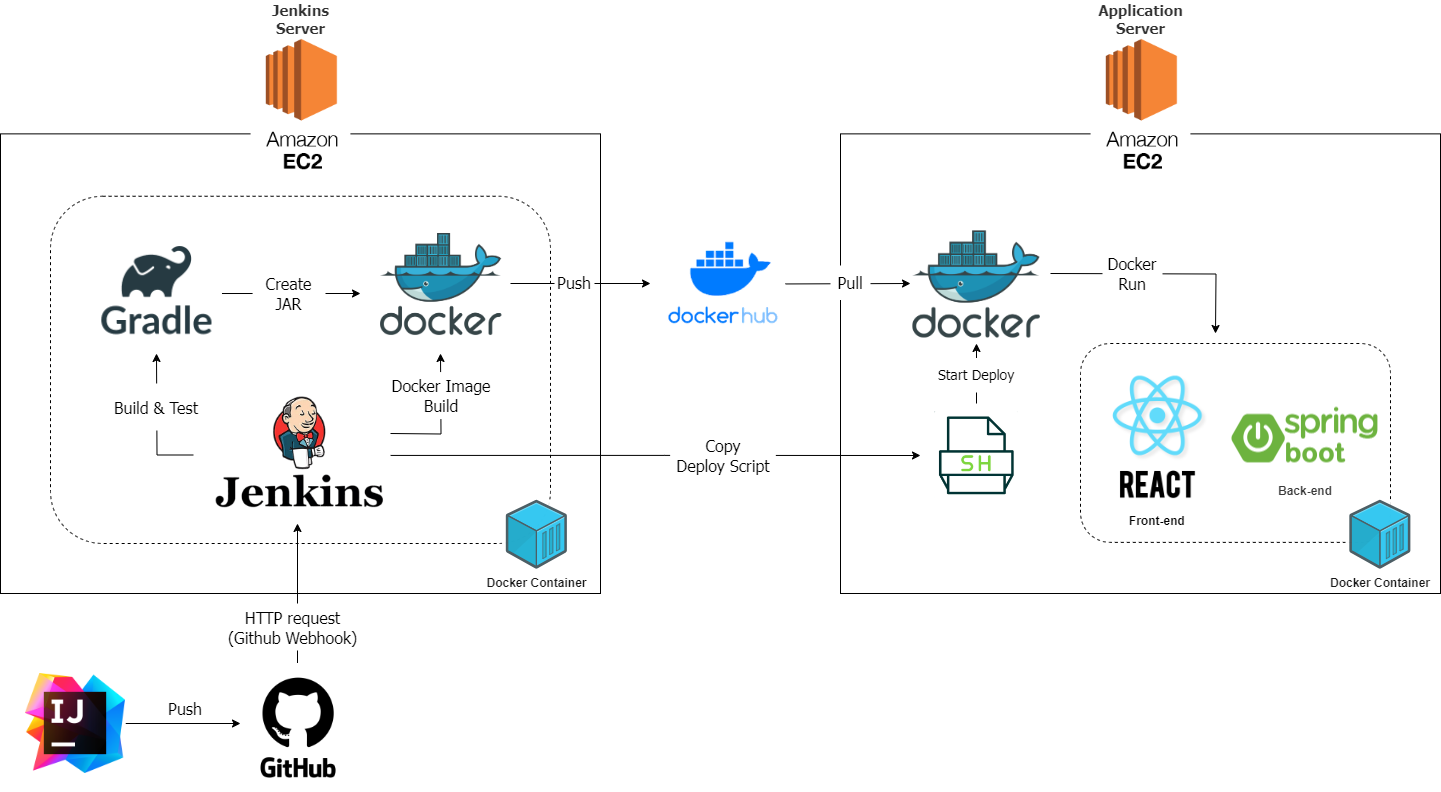 Jenkins
Server
Application
Server
Amazon
EC2
Amazon
EC2
Gradle
Create
JAR
docker
Push
dockerhub
Pull
docker
Docker
Run
Build & Test
Docker Image
Build
Start Deploy
Jenkins
Copy
Deploy Script
SH
REACT
Front-end
spring
boot
Back-end
Docker Container
Docker Container
HTTP request
(Github Webhook)
IJ
Push
GitHub